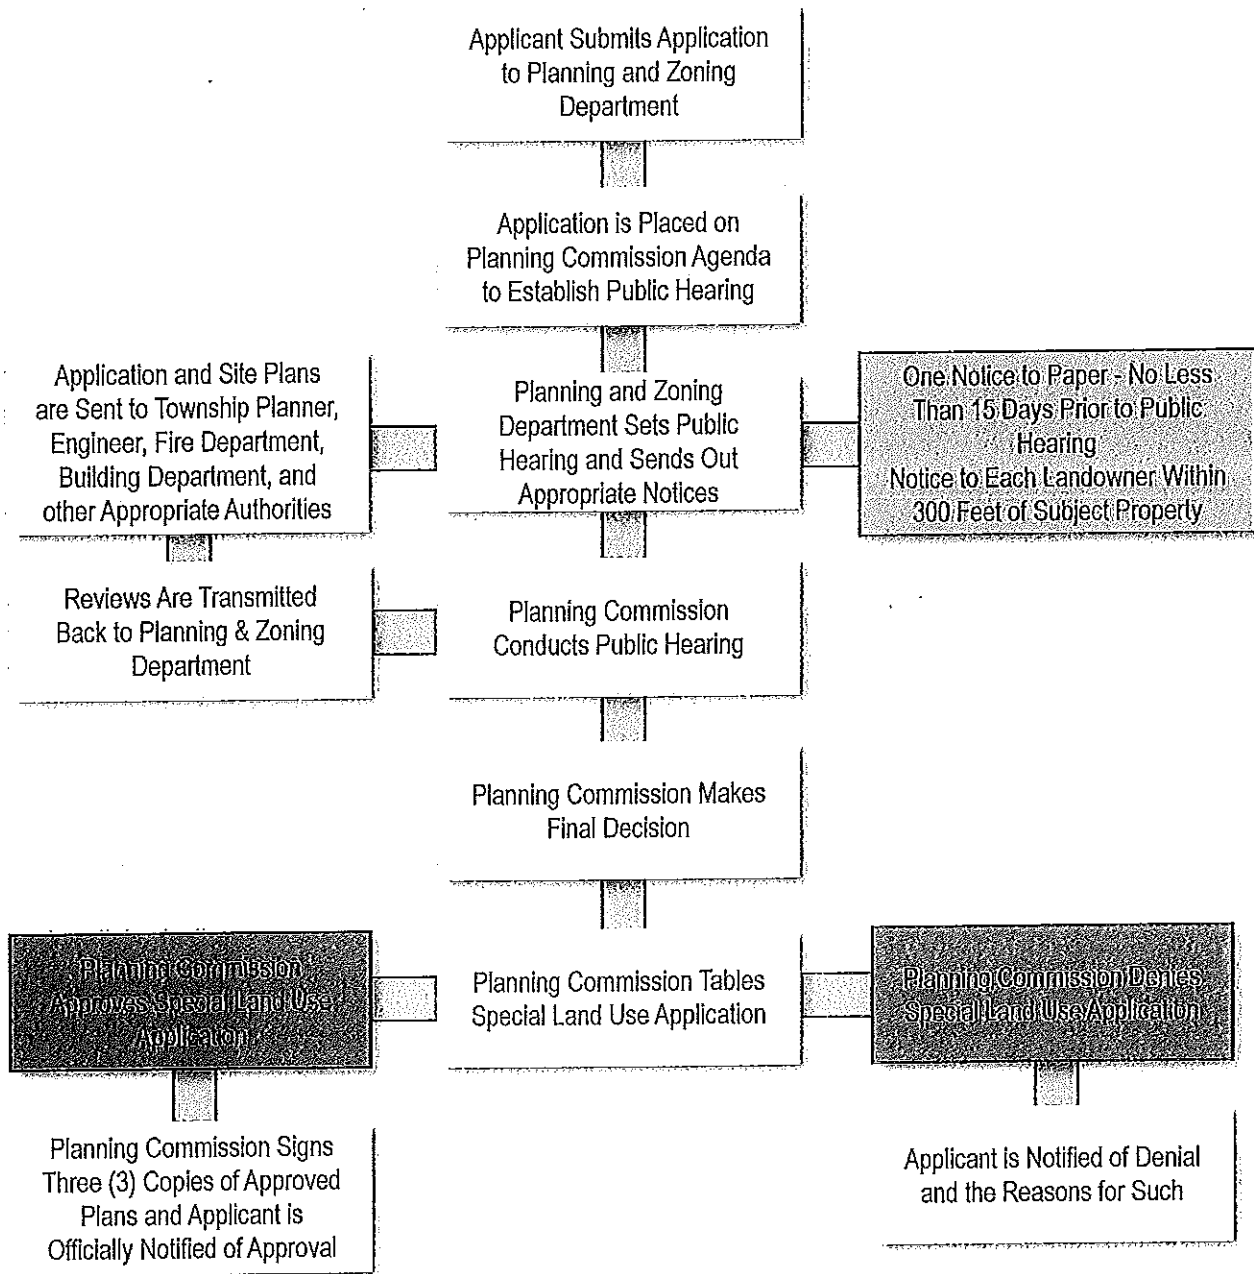 Applicant Submits Application
to Planning and Zoning
Department
Application is Placed on
Planning Commission Agenda
to Establish Public Hearing
Application and Site Plans
are Sent to Township Planner,
Engineer, Fire Department,
Building Department, and
other Appropriate Authorities
Planning and Zoning
Department Sets Public
Hearing and Sends Out
Appropriate Notices
One Notice to Paper - No Less
Than 15 Days Prior to Public
Hearing
Notice to Each Landowner Within
300 Feet of Subject Property
Reviews Are Transmitted
Back to Planning & Zoning
Department
Planning Commission
Conducts Public Hearing
Planning Commission Makes
Final Decision
Planning Commission
Approves Special Land Use
Application
Planning Commission Tables
Special Land Use Application
Planning Commission Denies
Special Land Use Application
Planning Commission Signs
Three (3) Copies of Approved
Plans and Applicant is
Officially Notified of Approval
Applicant is Notified of Denial
and the Reasons for Such